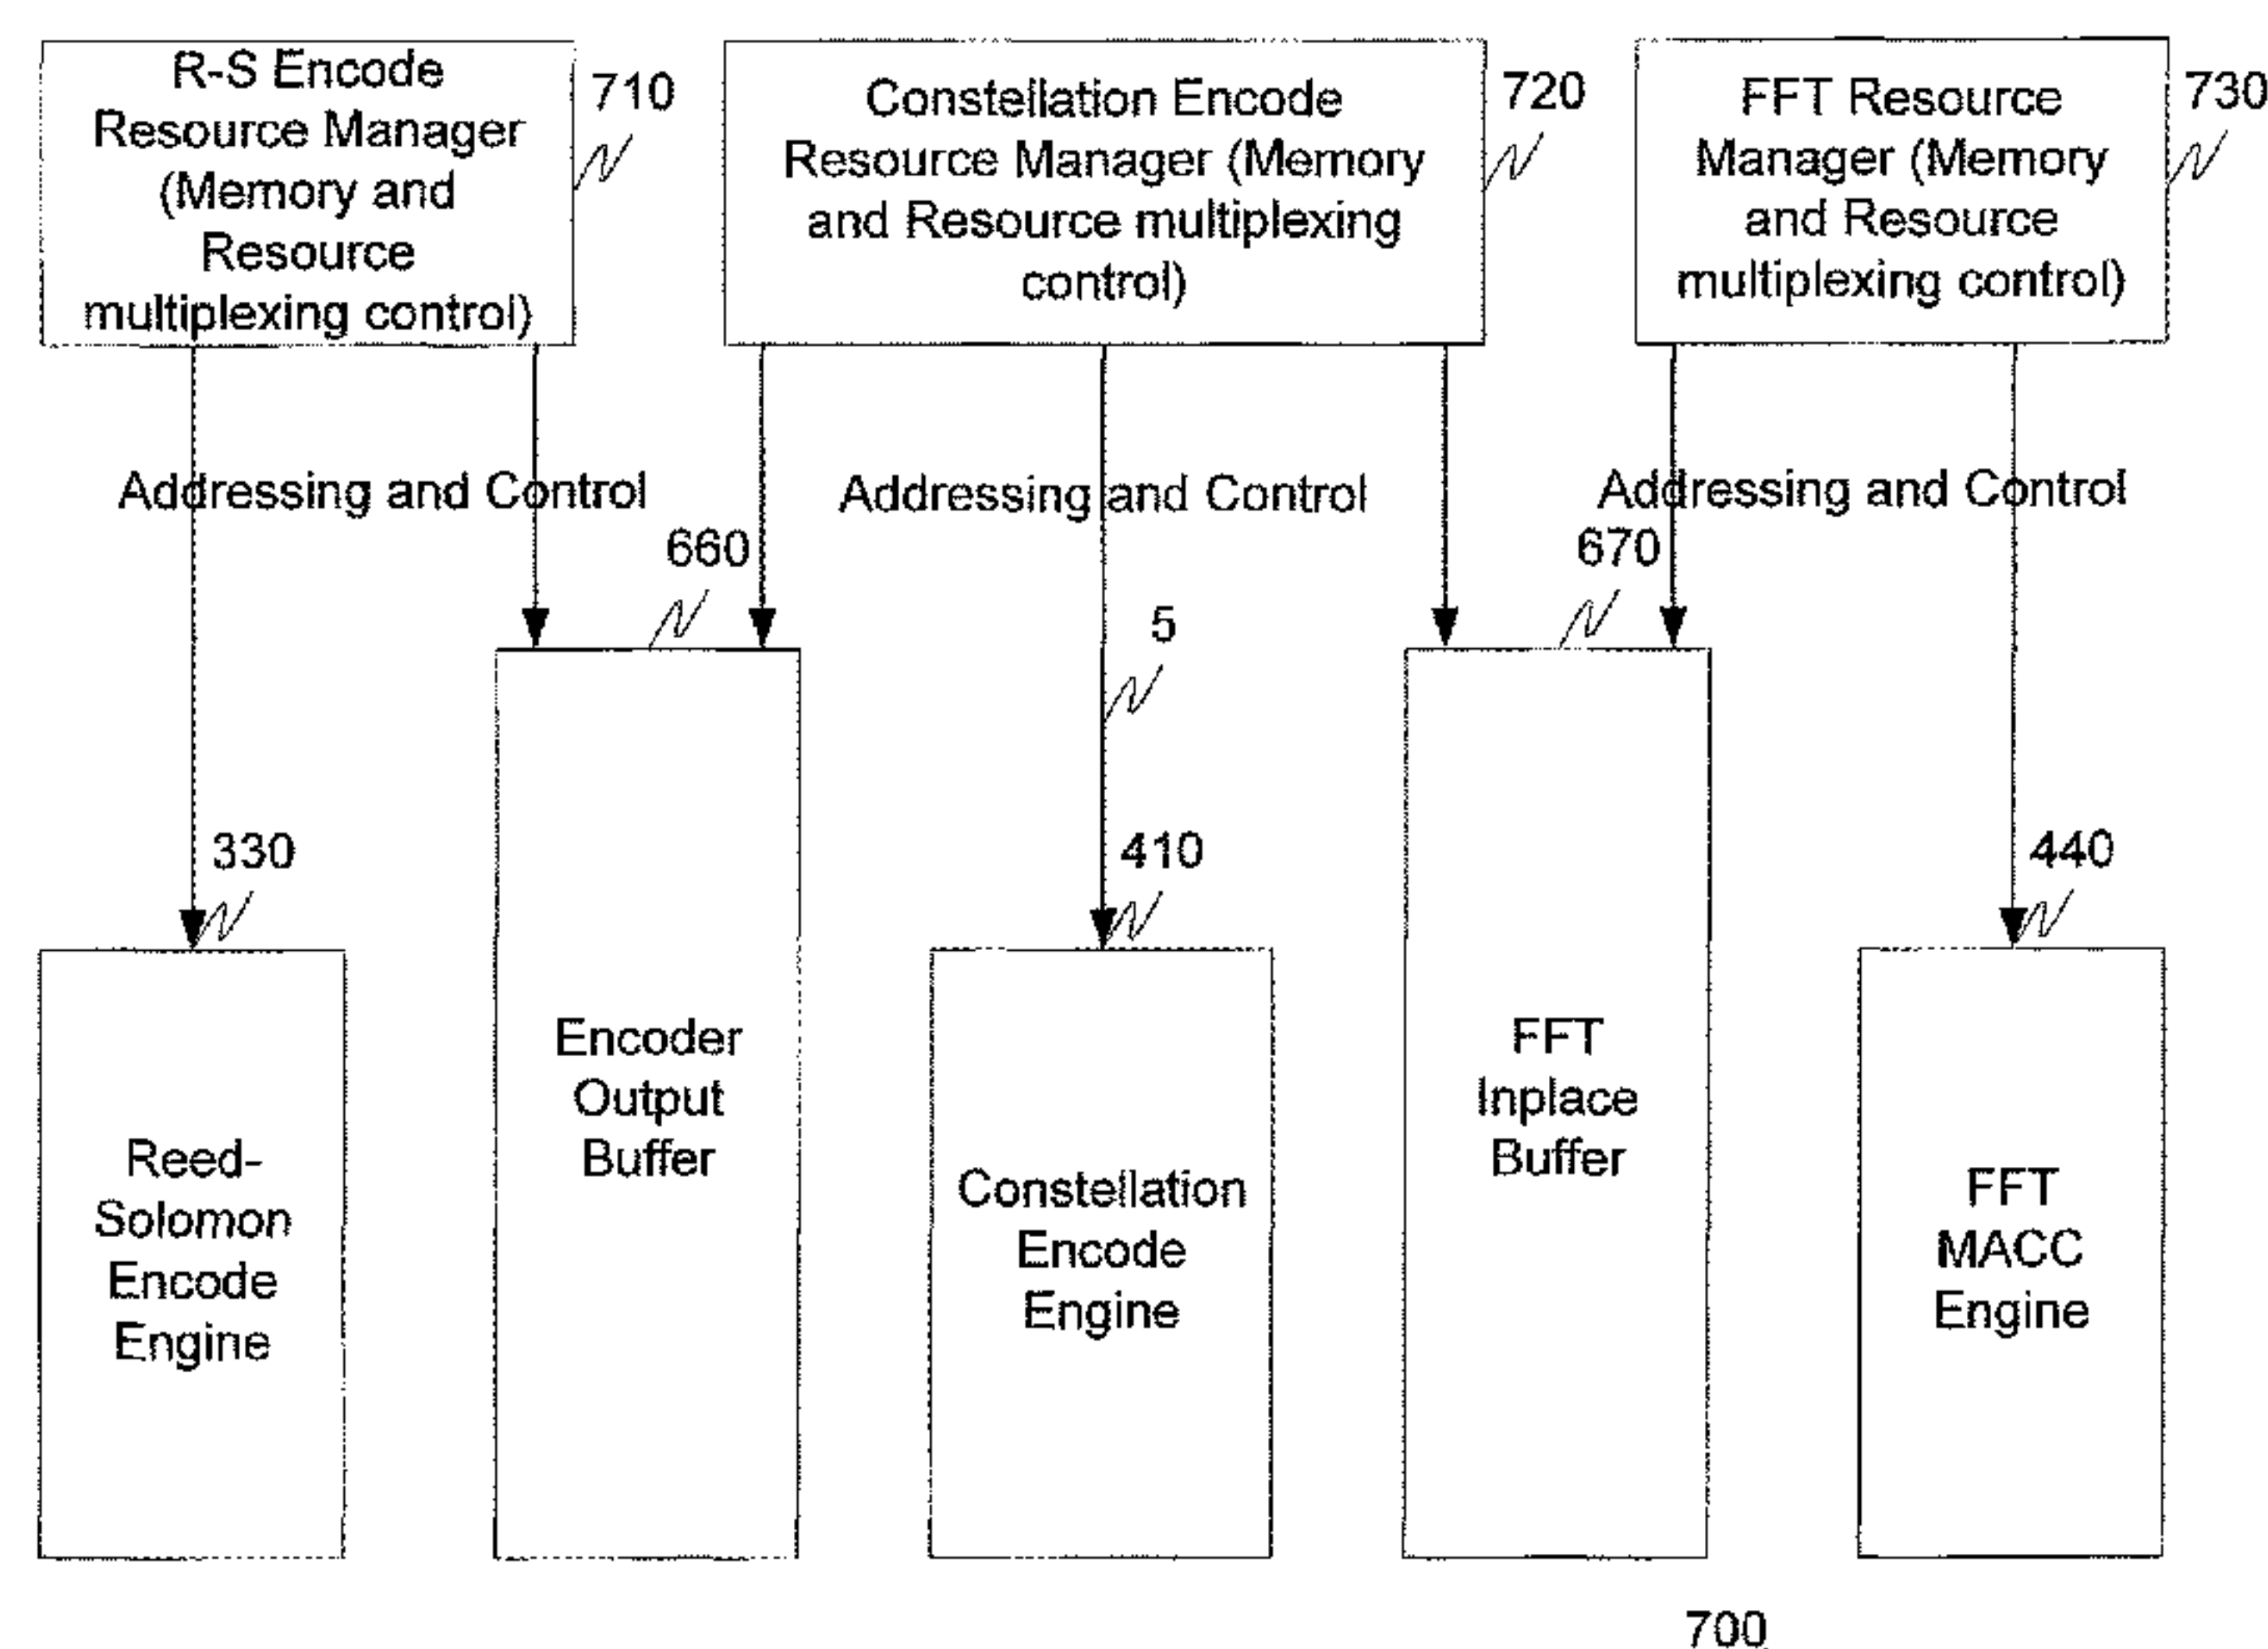 R-S Encode
Resource Manager
(Memory and
Resource
multiplexing control)
710
Constellation Encode
Resource Manager (Memory
and Resource multiplexing
control)
720
FFT Resource
Manager (Memory
and Resource
multiplexing control)
730
Addressing and Control
Addressing and Control
Addressing and Control
660
670
5
330
410
440
Reed-
Solomon
Encode
Engine
Encoder
Output
Buffer
Constellation
Encode
Engine
FFT
Inplace
Buffer
FFT
MACC
Engine
700